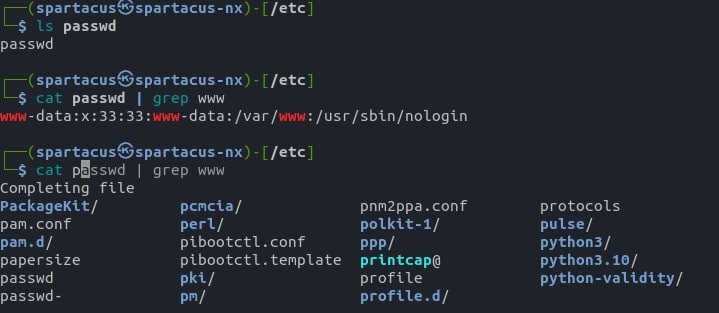 ┌──(spartacus㉿spartacus-nx)-[/etc]
└─$ ls passwd
passwd
┌──(spartacus㉿spartacus-nx)-[/etc]
└─$ cat passwd | grep www
www-data:x:33:33:www-data:/var/www:/usr/sbin/nologin
┌──(spartacus㉿spartacus-nx)-[/etc]
└─$ cat passwd | grep www
Completing file
PackageKit/ pcmcia/ pnm2ppa.conf protocols
pam.conf perl/ polkit-1/ pulse/
pam.d/ pibootctl.conf ppp/ python3/
papersize pibootctl.template printcap@ python3.10/
passwd pki/ profile python-validity/
passwd- pm/ profile.d/